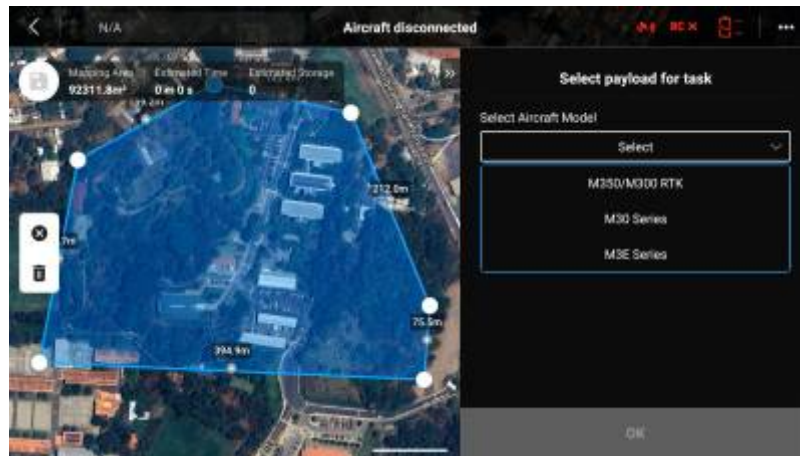 N/A
Aircraft disconnected
RC X
Mapping Area Estimated Time Estimated Storage
92311.8m² 0 m 0 s 0
212.0m
75.5m
394.9m
Select payload for task
Select Aircraft Model
Select
M350/M300 RTK
M30 Series
M3E Series
OK